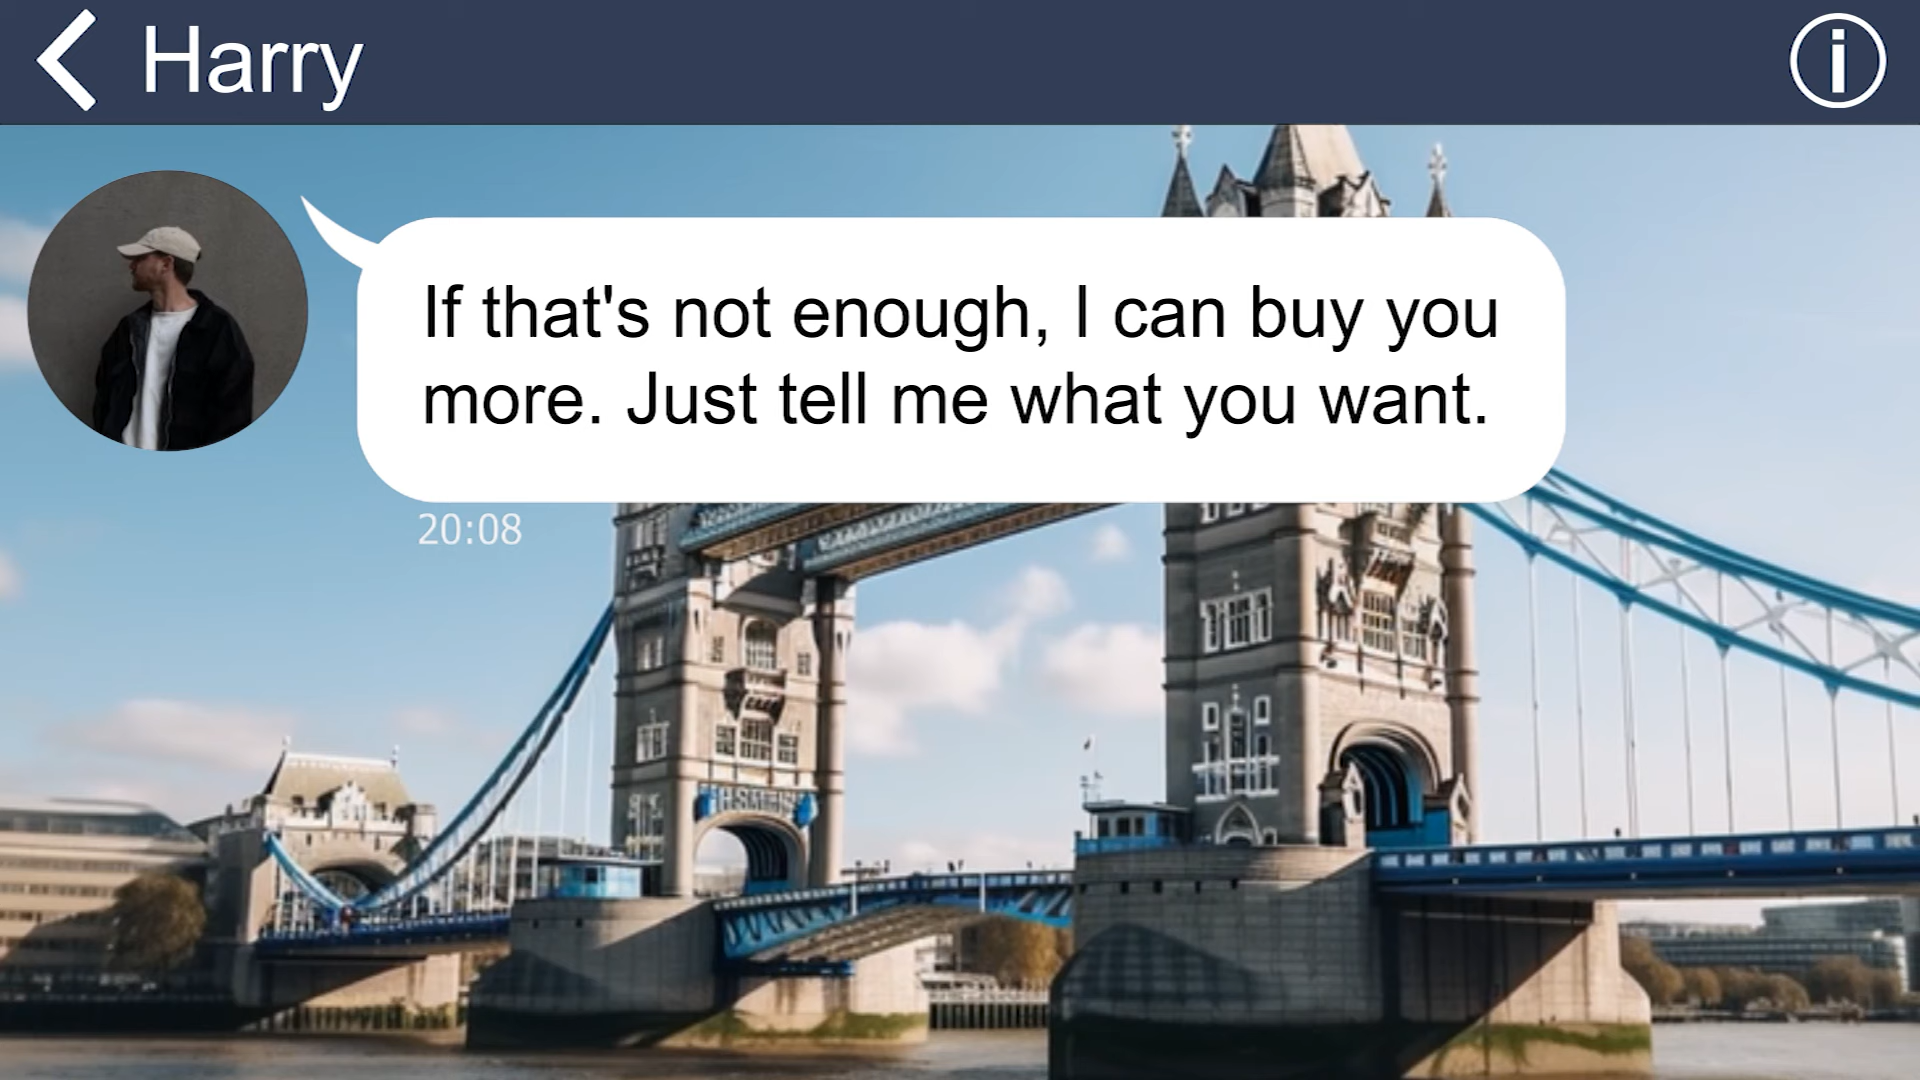 Harry
If that's not enough, I can buy you
more. Just tell me what you want.
20:08